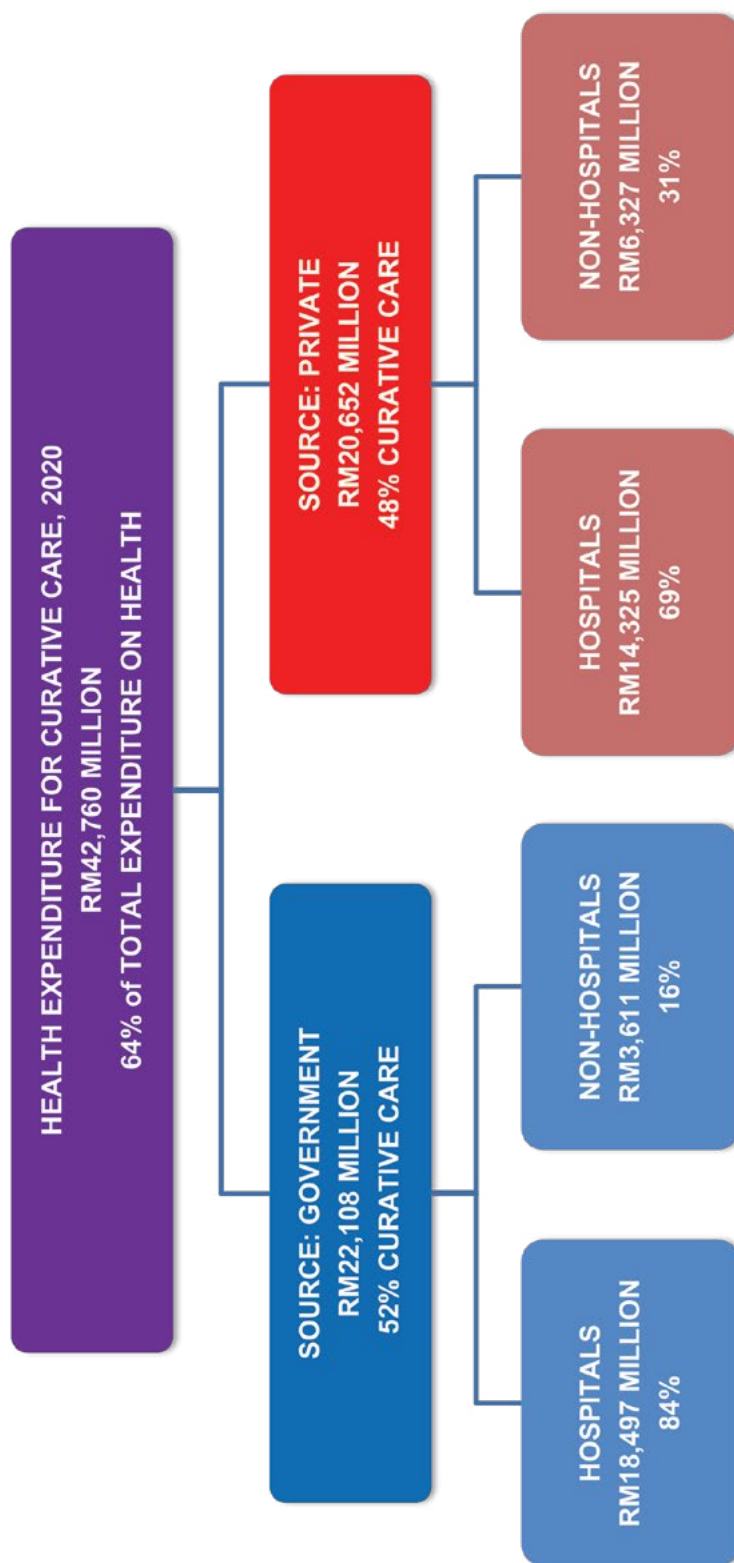 HEALTH EXPENDITURE FOR CURATIVE CARE, 2020
RM42,760 MILLION
64% of TOTAL EXPENDITURE ON HEALTH
SOURCE: GOVERNMENT
RM22,108 MILLION
52% CURATIVE CARE
SOURCE: PRIVATE
RM20,652 MILLION
48% CURATIVE CARE
HOSPITALS
RM18,497 MILLION
84%
NON-HOSPITALS
RM3,611 MILLION
16%
HOSPITALS
RM14,325 MILLION
69%
NON-HOSPITALS
RM6,327 MILLION
31%